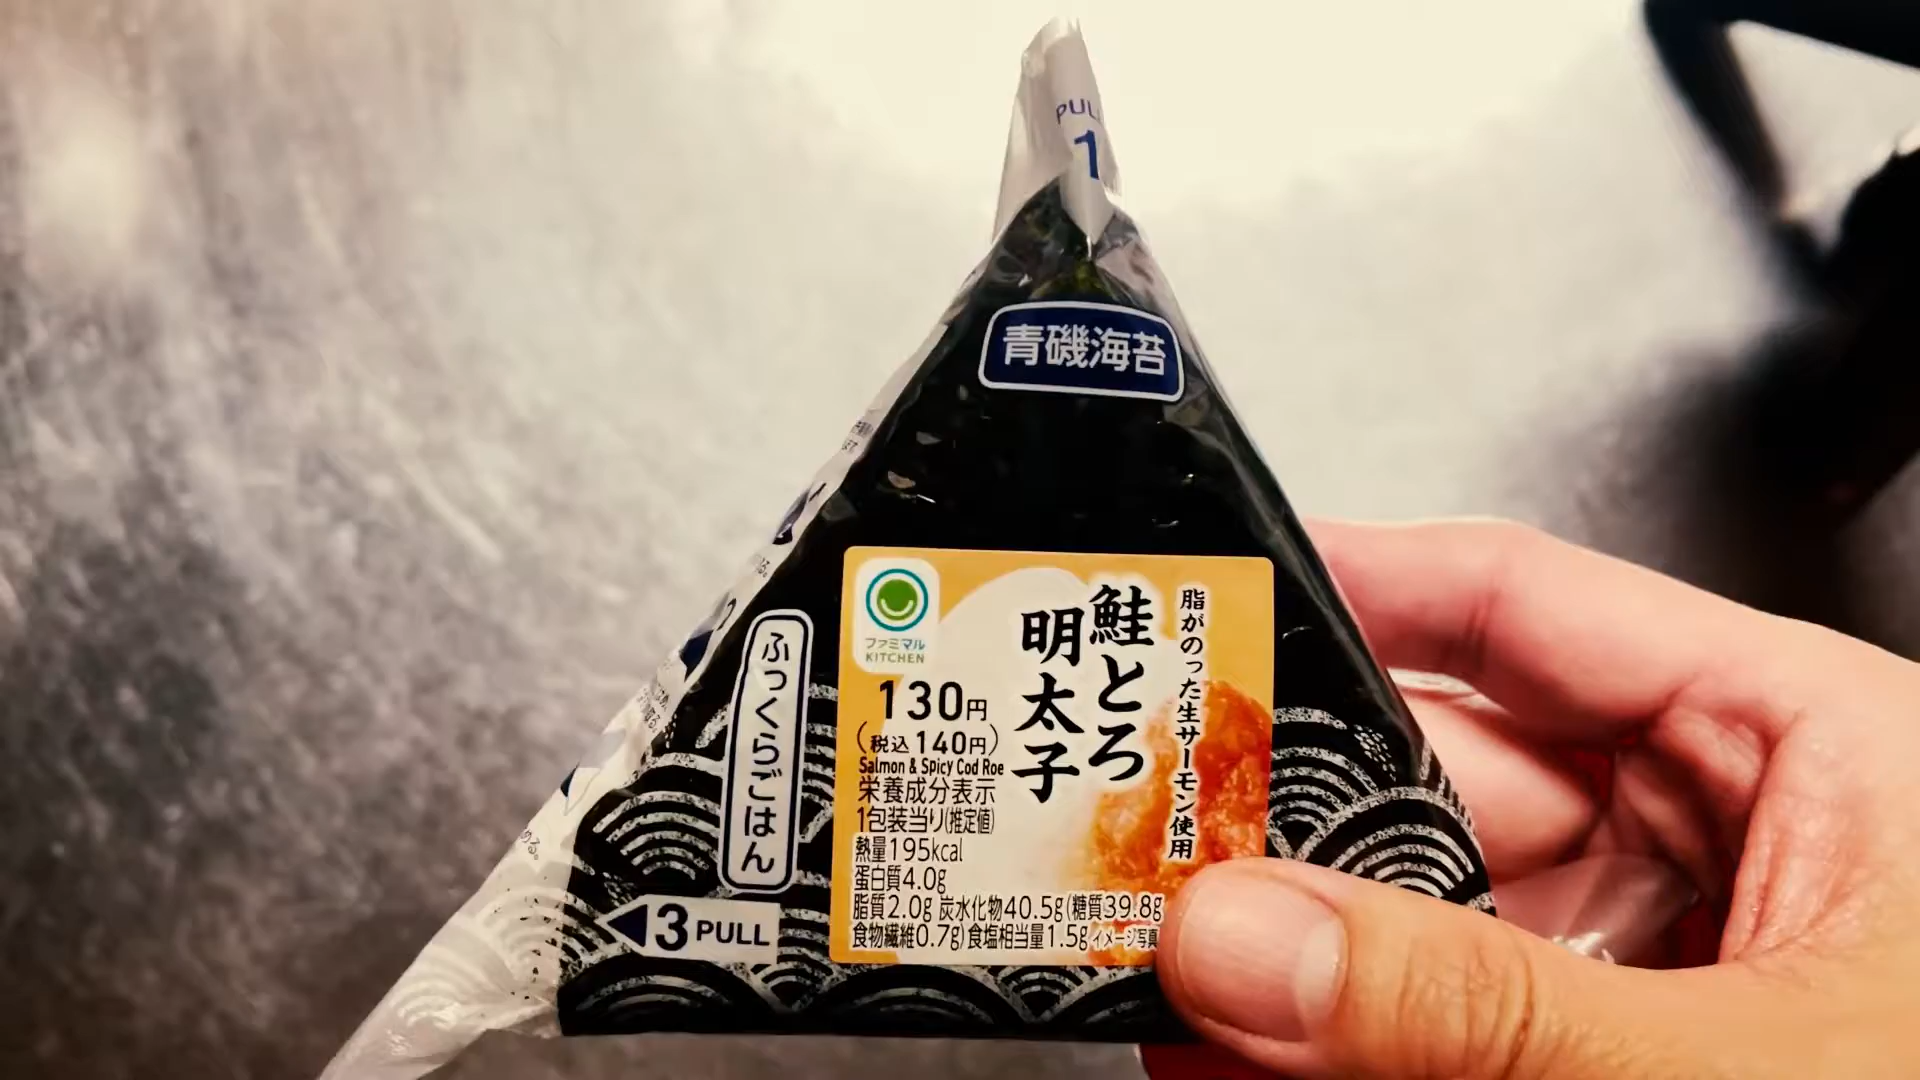 PULL
1
青磯海苔
ファミマル
KITCHEN
脂がのった生サーモン使用
鮭とろ
明太子
130円
(税込140円)
Salmon & Spicy Cod Roe
栄養成分表示
1包装当り(推定値)
熱量195kcal
蛋白質4.0g
脂質2.0g 炭水化物40.5g(糖質39.8g
食物繊維0.7g)食塩相当量1.5g イメージ写真
ふっくらごはん
3 PULL